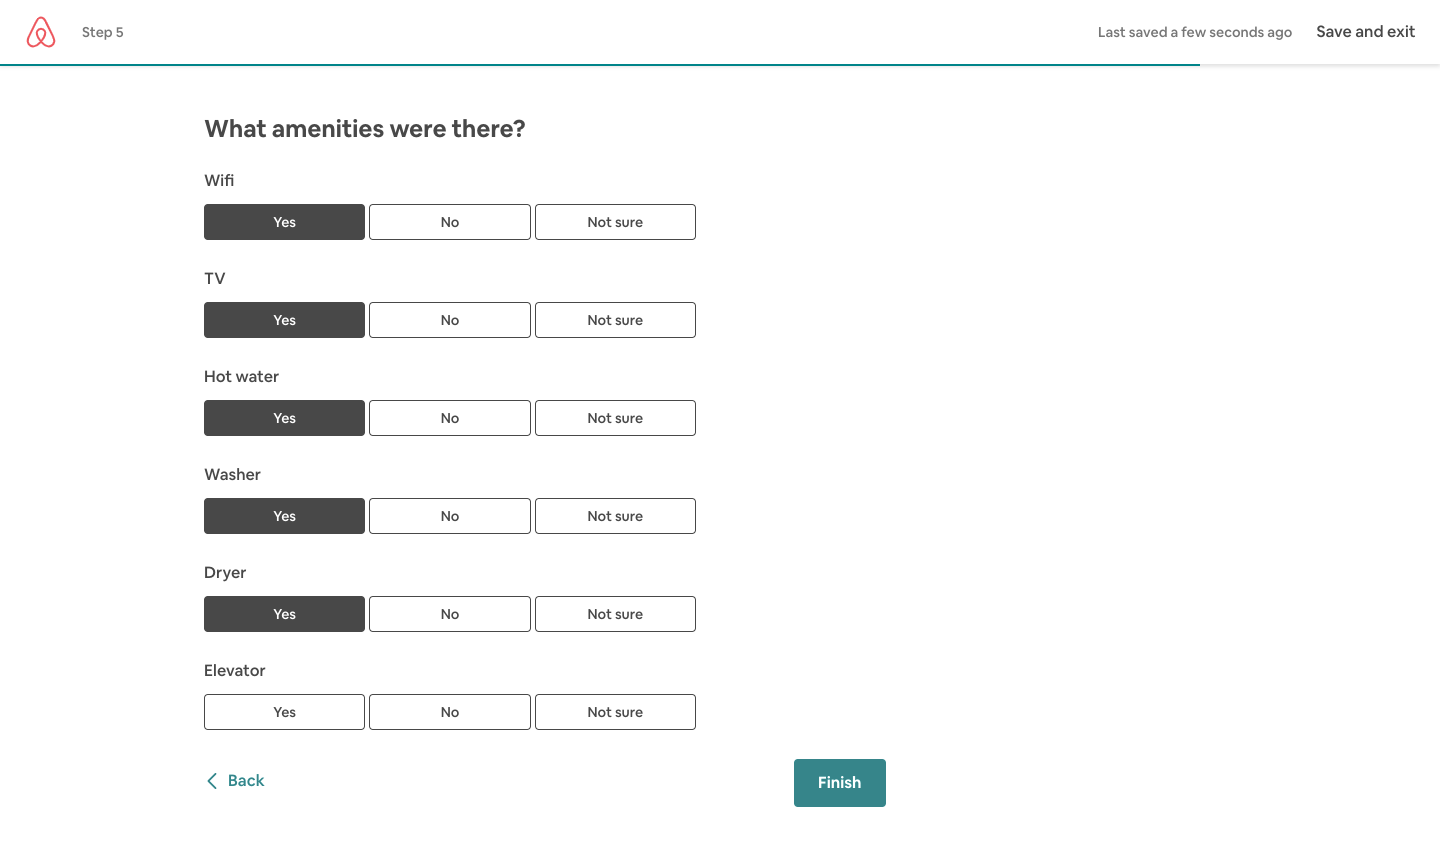 Step 5
Last saved a few seconds ago
Save and exit
What amenities were there?
Wifi
Yes No Not sure
TV
Yes No Not sure
Hot water
Yes No Not sure
Washer
Yes No Not sure
Dryer
Yes No Not sure
Elevator
Yes No Not sure
Back
Finish